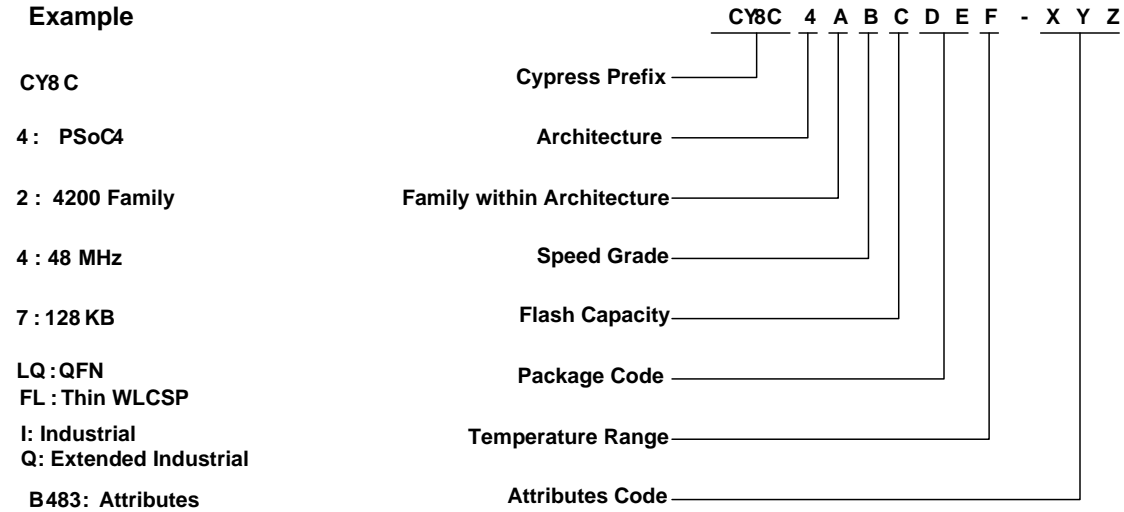 Example CY8C 4 A B C D E F - X Y Z
CY8 C Cypress Prefix
4 : PSoC4 Architecture
2 : 4200 Family Family within Architecture
4 : 48 MHz Speed Grade
7 : 128 KB Flash Capacity
LQ : QFN Package Code
FL : Thin WLCSP
I: Industrial Temperature Range
Q: Extended Industrial
B483: Attributes Attributes Code